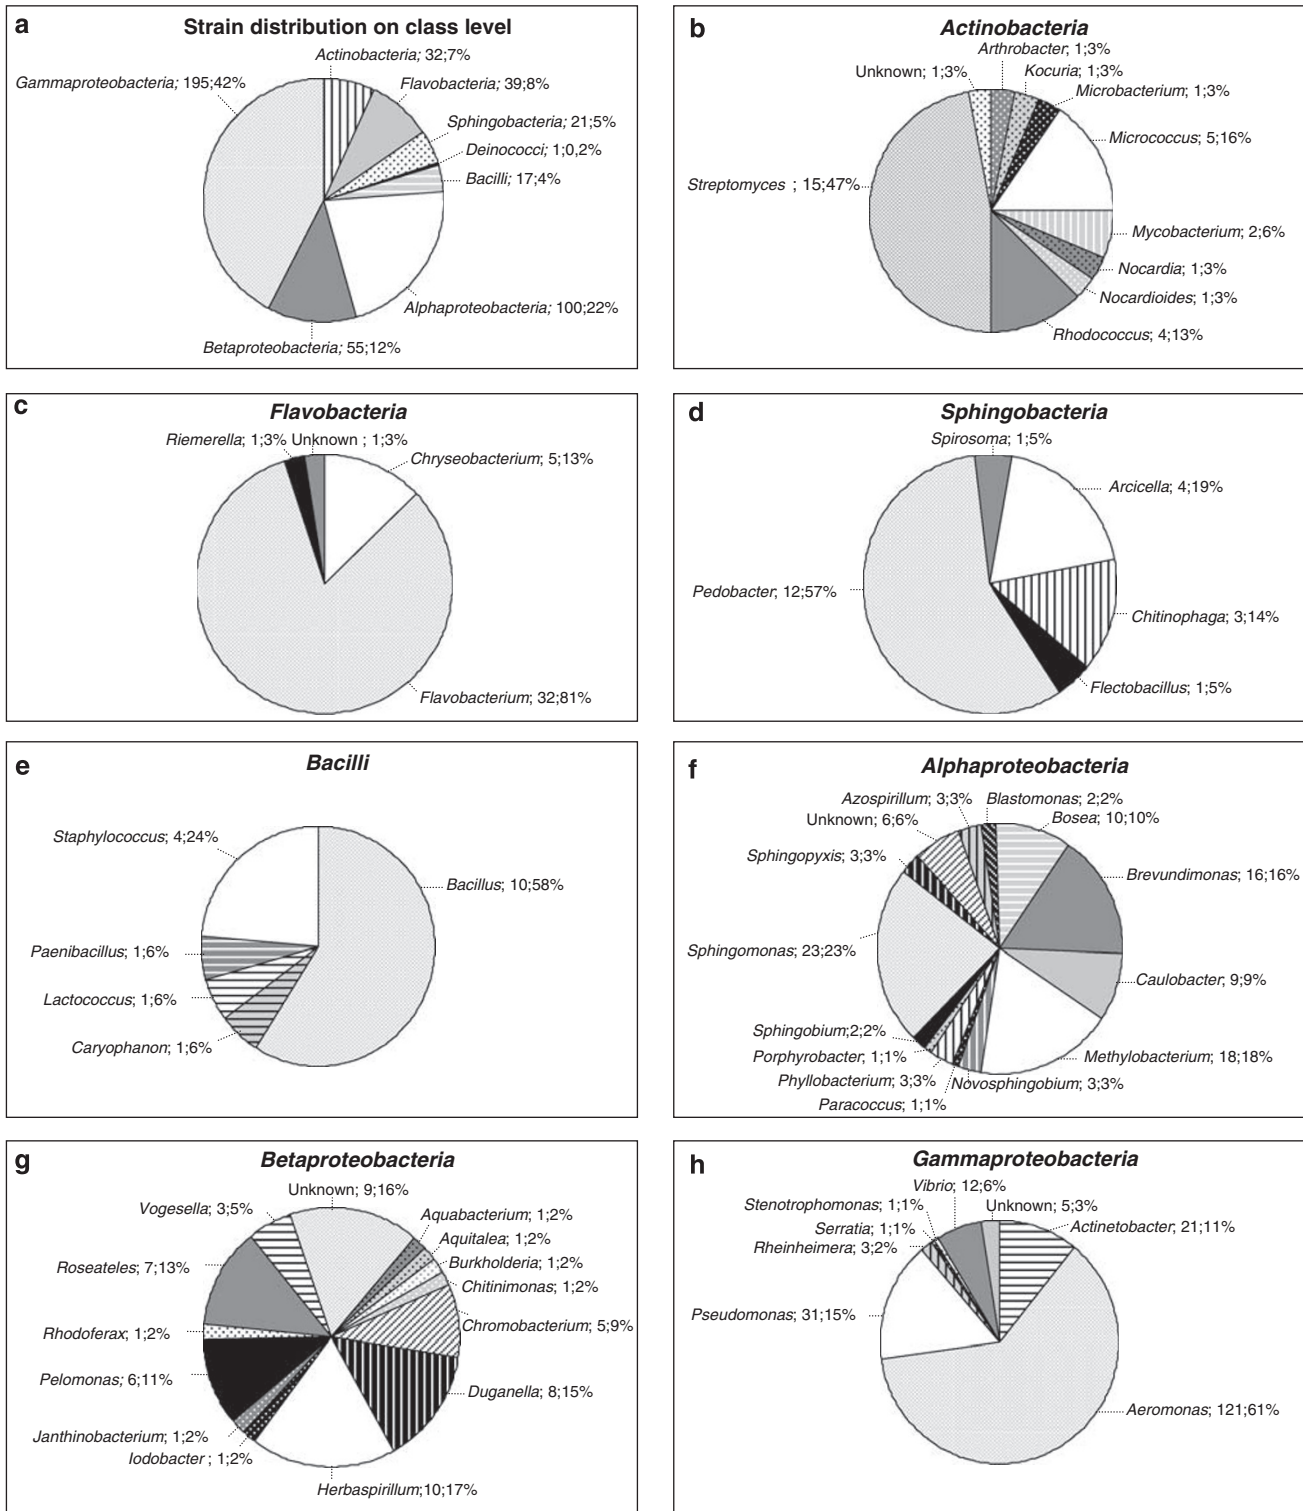 a
Strain distribution on class level
Actinobacteria; 32;7%
Gammaproteobacteria; 195;42%
Flavobacteria; 39;8%
Sphingobacteria; 21;5%
Deinococci; 1;0,2%
Bacilli; 17;4%
Alphaproteobacteria; 100;22%
Betaproteobacteria; 55;12%
b
Actinobacteria
Arthrobacter; 1;3%
Unknown; 1;3%
Kocuria; 1;3%
Microbacterium; 1;3%
Micrococcus; 5;16%
Streptomyces ; 15;47%
Mycobacterium; 2;6%
Nocardia; 1;3%
Nocardioides; 1;3%
Rhodococcus; 4;13%
c
Flavobacteria
Riemerella; 1;3% Unknown ; 1;3%
Chryseobacterium; 5;13%
Flavobacterium; 32;81%
d
Sphingobacteria
Spirosoma; 1;5%
Arcicella; 4;19%
Pedobacter; 12;57%
Chitinophaga; 3;14%
Flectobacillus; 1;5%
e
Bacilli
Staphylococcus; 4;24%
Bacillus; 10;58%
Paenibacillus; 1;6%
Lactococcus; 1;6%
Caryophanon; 1;6%
f
Alphaproteobacteria
Azospirillum; 3;3% Blastomonas; 2;2%
Unknown; 6;6%
Bosea; 10;10%
Sphingopyxis; 3;3%
Brevundimonas; 16;16%
Sphingomonas; 23;23%
Caulobacter; 9;9%
Sphingobium;2;2%
Porphyrobacter; 1;1%
Methylobacterium; 18;18%
Phyllobacterium; 3;3% Novosphingobium; 3;3%
Paracoccus; 1;1%
g
Betaproteobacteria
Unknown; 9;16%
Vogesella; 3;5%
Aquabacterium; 1;2%
Aquitalea; 1;2%
Burkholderia; 1;2%
Roseateles; 7;13%
Chitinimonas; 1;2%
Chromobacterium; 5;9%
Rhodoferax; 1;2%
Pelomonas; 6;11%
Duganella; 8;15%
Janthinobacterium; 1;2%
Iodobacter ; 1;2%
Herbaspirillum;10;17%
h
Gammaproteobacteria
Vibrio; 12;6%
Stenotrophomonas; 1;1%
Unknown; 5;3%
Serratia; 1;1%
Actinetobacter; 21;11%
Rheinheimera; 3;2%
Pseudomonas; 31;15%
Aeromonas; 121;61%